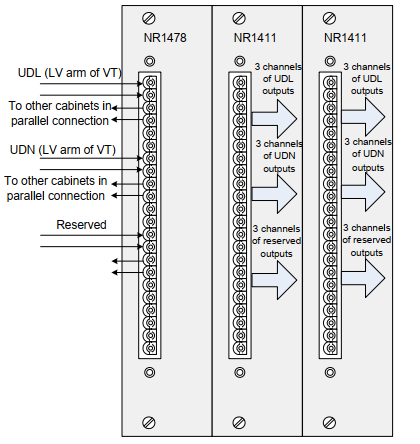 NR1478
NR1411
NR1411
UDL (LV arm of VT)
To other cabinets in
parallel connection
UDN (LV arm of VT)
To other cabinets in
parallel connection
Reserved
3 channels
of UDL
outputs
3 channels
of UDN
outputs
3 channels
of reserved
outputs
3 channels
of UDL
outputs
3 channels
of UDN
outputs
3 channels
of reserved
outputs